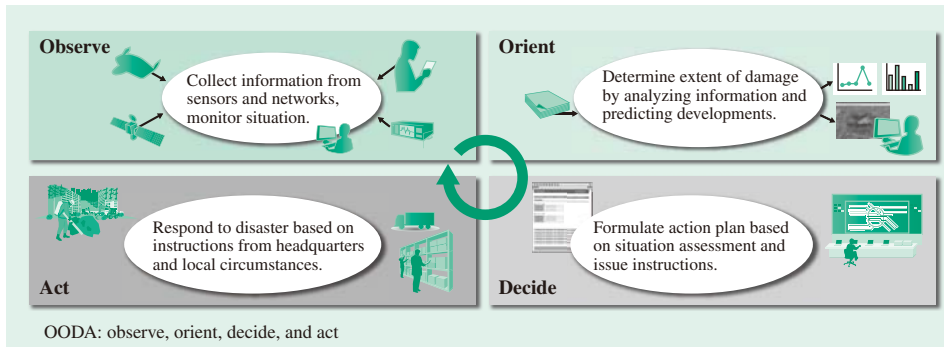 Observe
Collect information from
sensors and networks,
monitor situation.
Orient
Determine extent of damage
by analyzing information and
predicting developments.
Act
Respond to disaster based on
instructions from headquarters
and local circumstances.
Decide
Formulate action plan based
on situation assessment and
issue instructions.
OODA: observe, orient, decide, and act